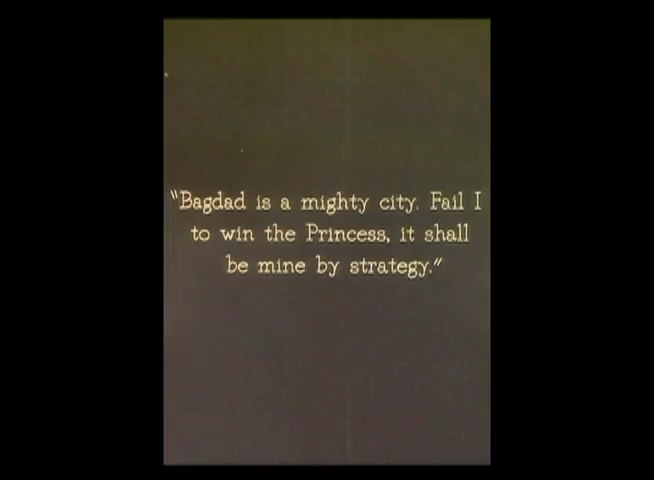 "Bagdad is a mighty city. Fail I
to win the Princess, it shall
be mine by strategy."